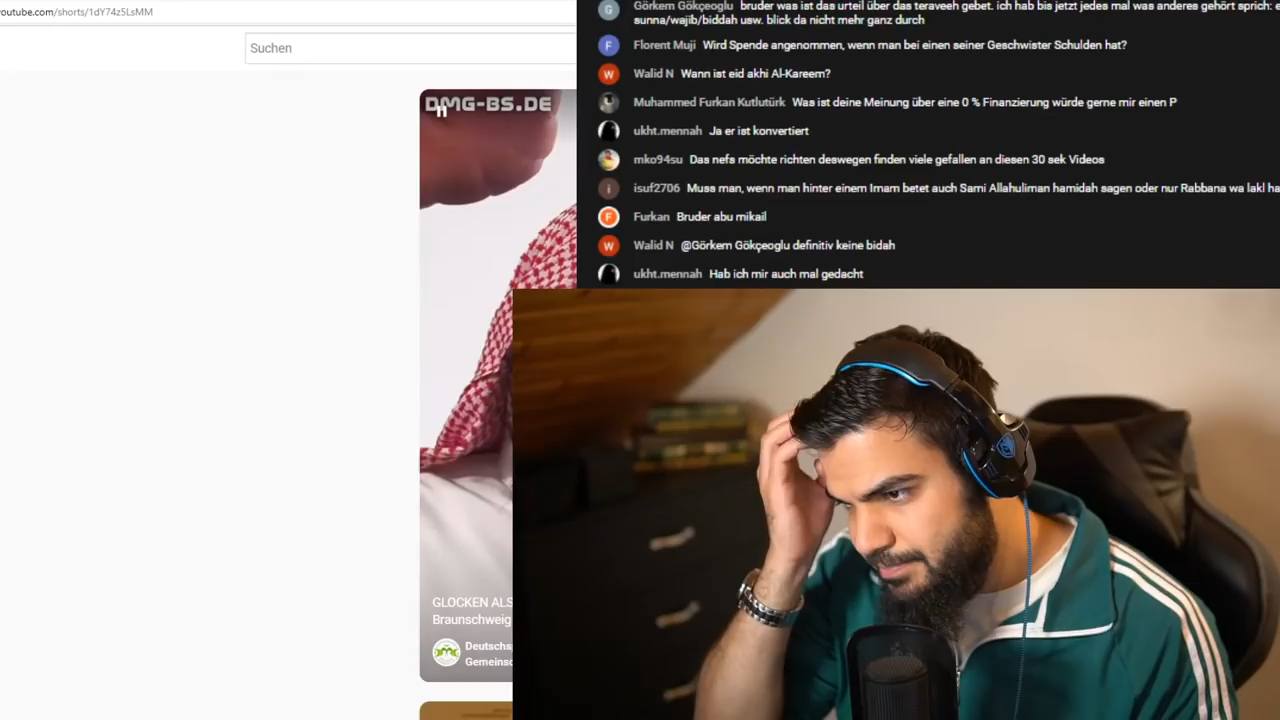 youtube.com/shorts/1dY74z5LsMM
Suchen
DMG-BS.DE
GLOCKEN ALS
Braunschweig
Deutschs
Gemeinsc
Görkem Gökçeoglu bruder was ist das urteil über das teraveeh gebet. ich hab bis jetzt jedes mal was anderes gehört sprich:
sunna/wajib/biddah usw. blick da nicht mehr ganz durch
Florent Muji Wird Spende angenommen, wenn man bei einen seiner Geschwister Schulden hat?
Walid N Wann ist eid akhi Al-Kareem?
Muhammed Furkan Kutlutürk Was ist deine Meinung über eine 0 % Finanzierung würde gerne mir einen P
ukht.mennah Ja er ist konvertiert
mko94su Das nefs möchte richten deswegen finden viele gefallen an diesen 30 sek Videos
isuf2706 Muss man, wenn man hinter einem Imam betet auch Sami Allahuliman hamidah sagen oder nur Rabbana wa lakl ha
Furkan Bruder abu mikail
Walid N @Görkem Gökçeoglu definitiv keine bidah
ukht.mennah Hab ich mir auch mal gedacht